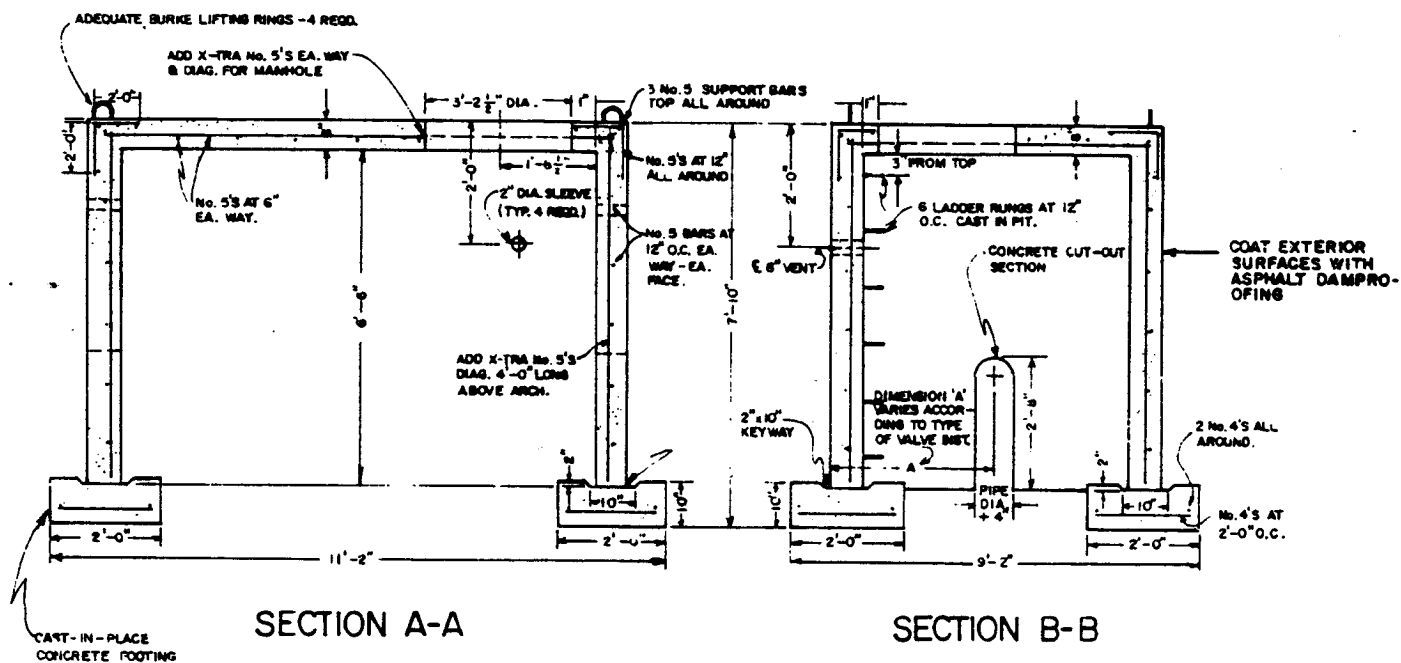 ADEQUATE BURKE LIFTING RINGS - 4 REQD.
ADD X-TRA No. 5'S EA. WAY
& DIAG. FOR MANHOLE
2'-0"
3'-2½" DIA.
1"
3 No. 5 SUPPORT BARS
TOP ALL AROUND
2'-0"
No. 5'S AT 6"
EA. WAY.
2'-0"
1'-8½"
2" DIA. SLEEVE
(TYP. 4 REQD.)
No. 5'S AT 12"
ALL AROUND
No. 5 BARS AT
12" O.C. EA.
WAY - EA.
FACE.
6'-6"
7'-10"
ADD X-TRA No. 5'S
DIAG. 4'-0" LONG
ABOVE ARCH.
2"
10"
10"
2'-0"
2'-0"
11'-2"
SECTION A-A
CAST-IN-PLACE
CONCRETE FOOTING
1"
8"
2'-0"
3" FROM TOP
6 LADDER RUNGS AT 12"
O.C. CAST IN PIT.
℄ 6" VENT
CONCRETE CUT-OUT
SECTION
COAT EXTERIOR
SURFACES WITH
ASPHALT DAMPRO-
OFING
2"x10"
KEYWAY
DIMENSION 'A'
VARIES ACCOR-
DING TO TYPE
OF VALVE INST.
A
2'-8"
2 No. 4'S ALL
AROUND.
2"
10"
10"
PIPE
DIA.
+ 4"
No. 4'S AT
2'-0" O.C.
2'-0"
2'-0"
9'-2"
SECTION B-B